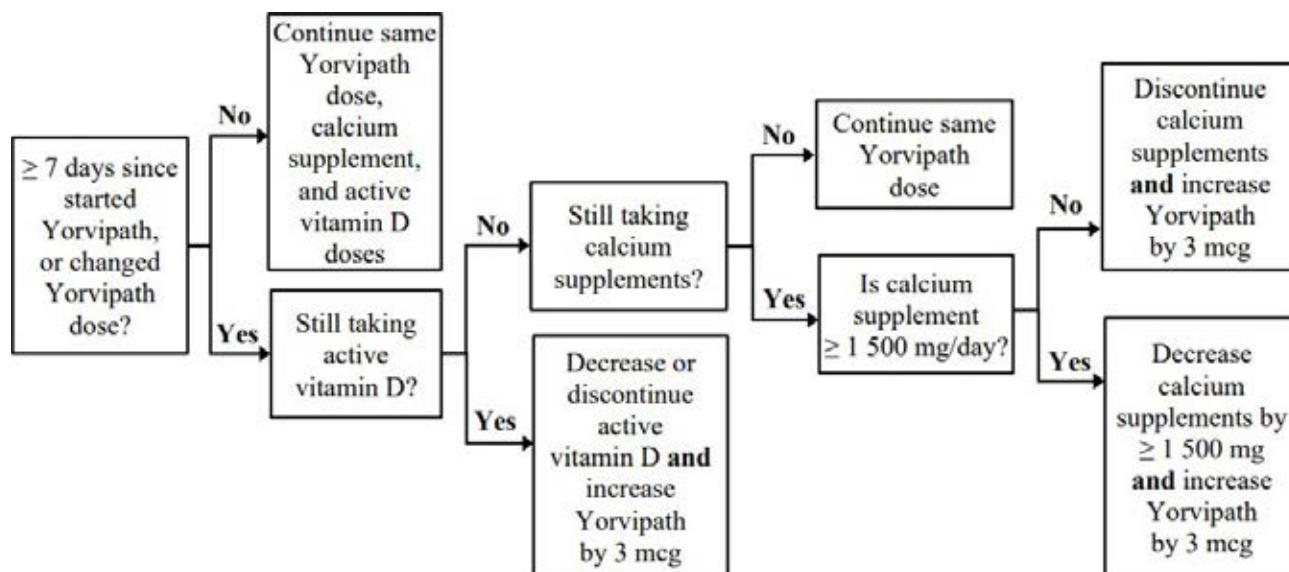 ≥ 7 days since
started
Yorvipath,
or changed
Yorvipath
dose?
No
Continue same
Yorvipath
dose,
calcium
supplement,
and active
vitamin D
doses
Yes
Still taking
active
vitamin D?
No
Still taking
calcium
supplements?
Yes
Decrease or
discontinue
active
vitamin D and
increase
Yorvipath
by 3 mcg
No
Continue same
Yorvipath
dose
Yes
Is calcium
supplement
≥ 1 500 mg/day?
No
Discontinue
calcium
supplements
and increase
Yorvipath
by 3 mcg
Yes
Decrease
calcium
supplements by
≥ 1 500 mg
and increase
Yorvipath
by 3 mcg